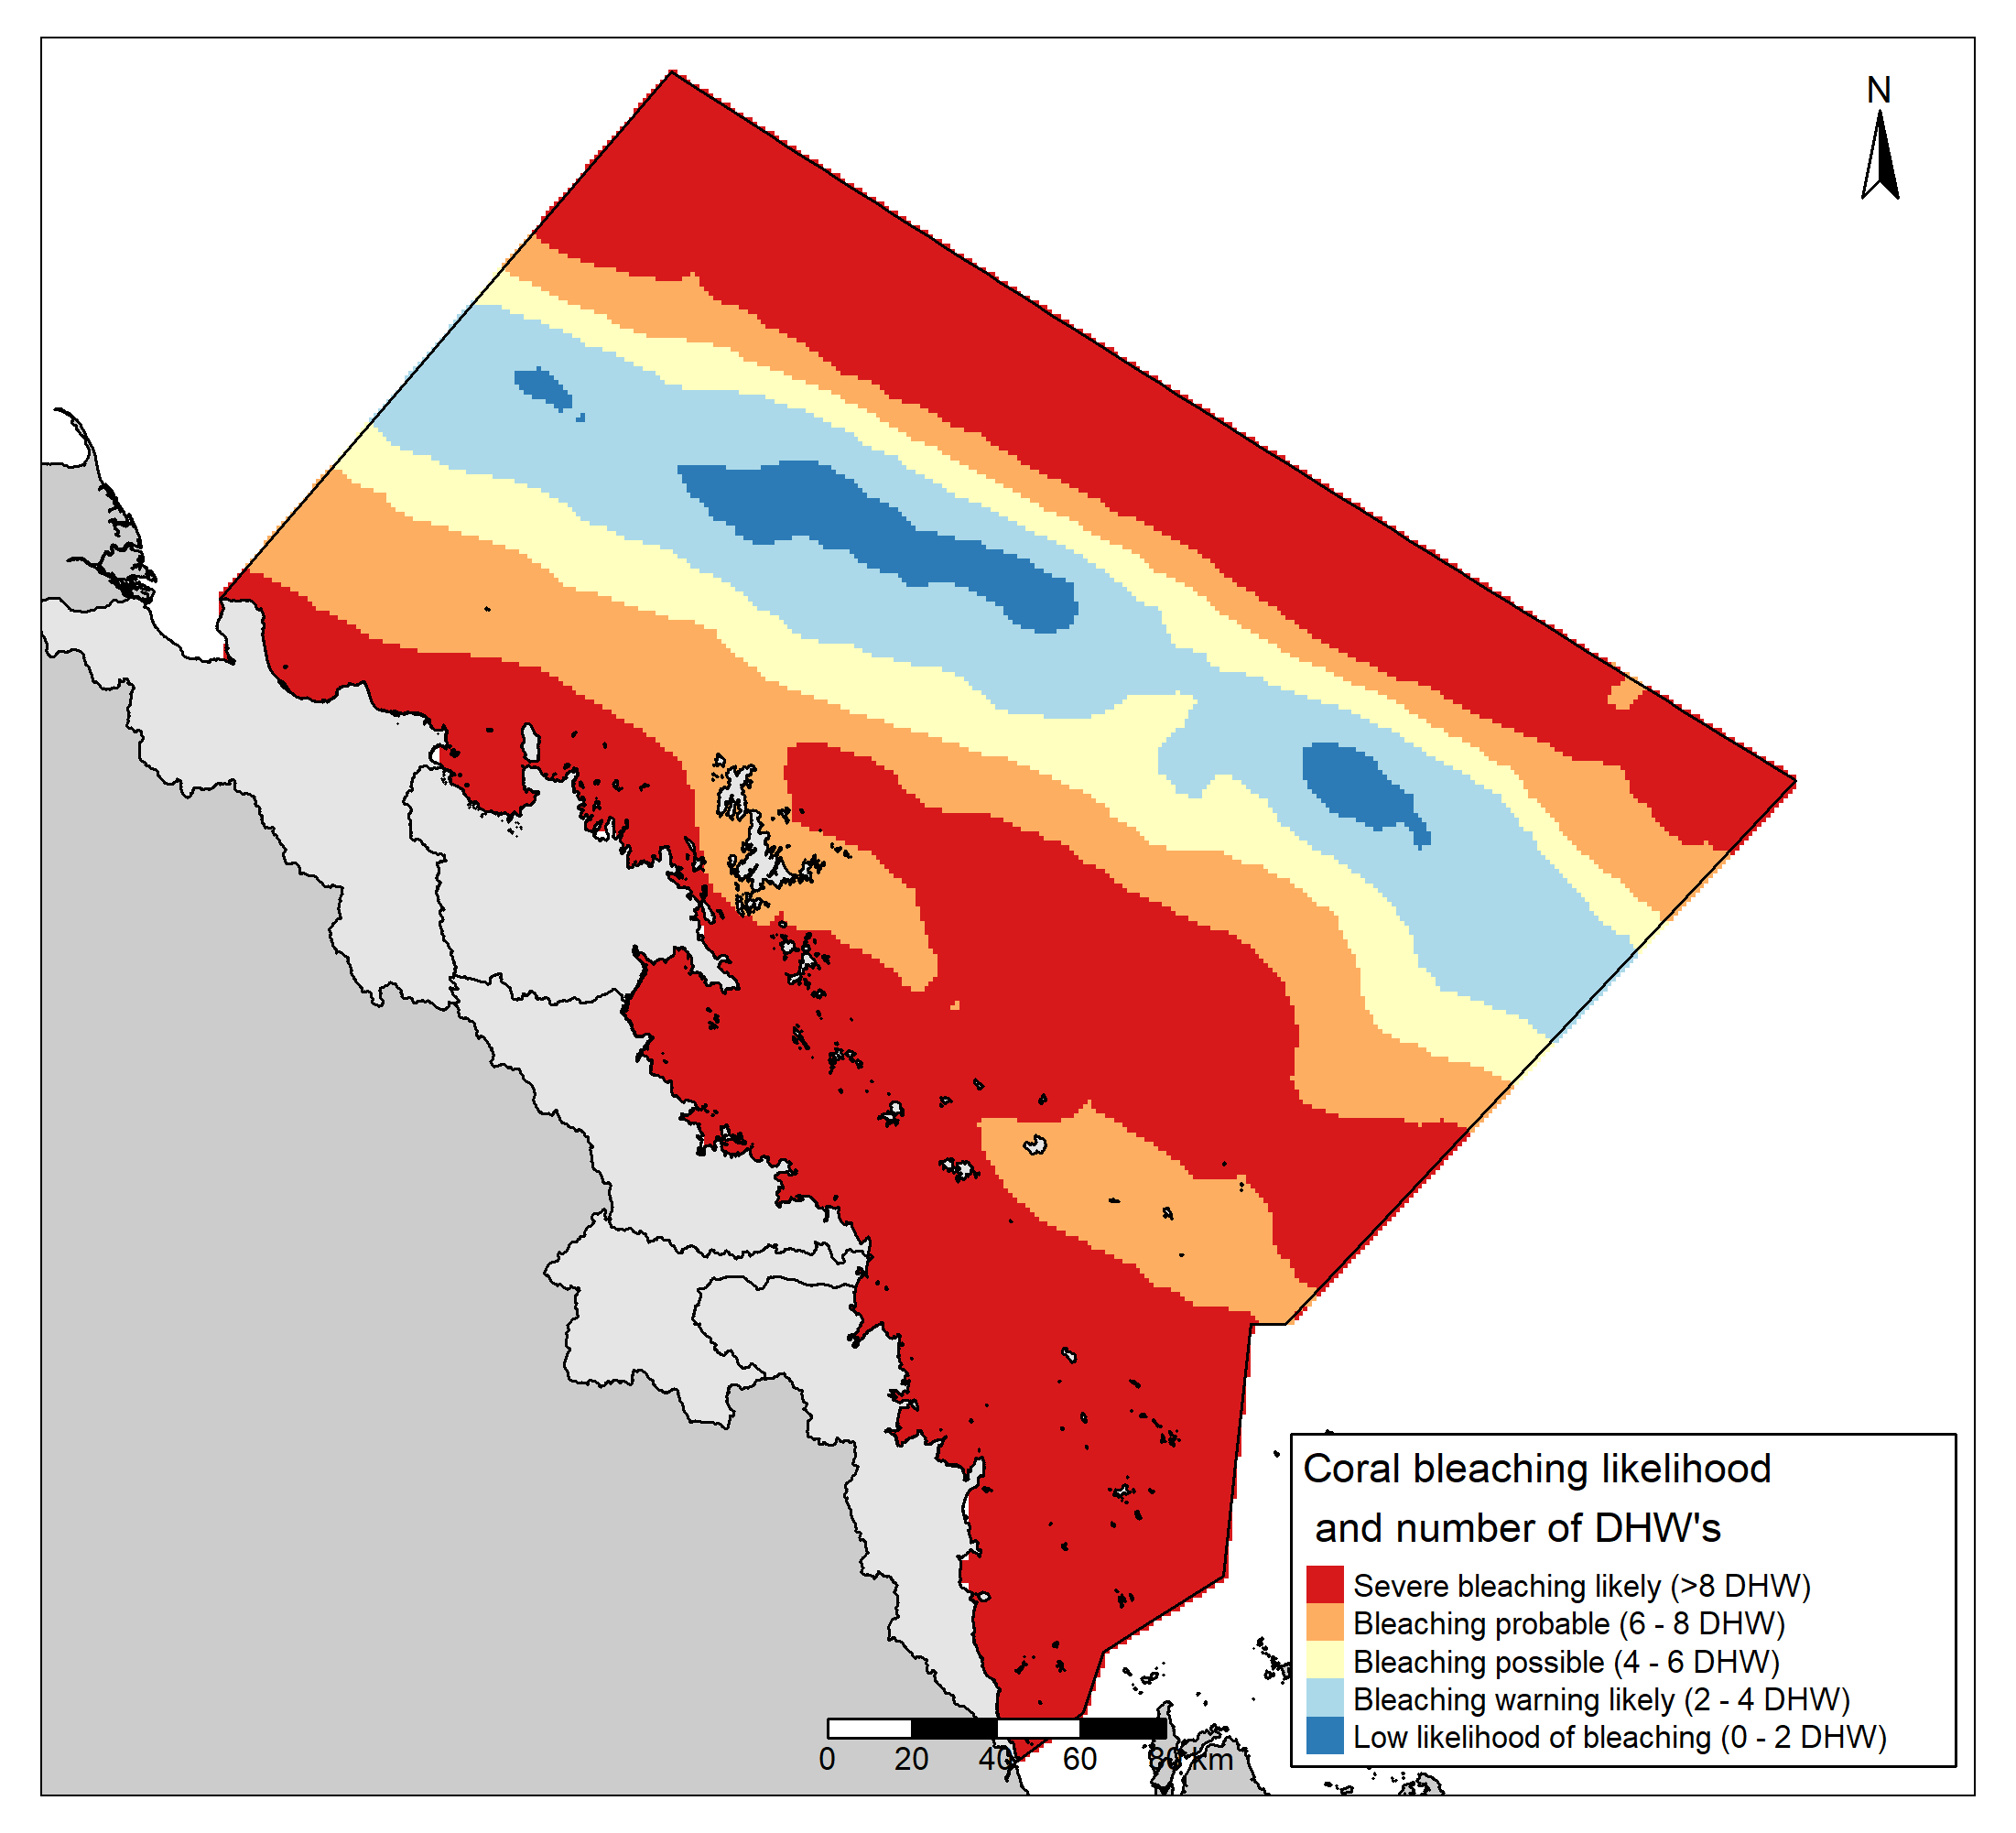 N
Coral bleaching likelihood
and number of DHW's
Severe bleaching likely (>8 DHW)
Bleaching probable (6 - 8 DHW)
Bleaching possible (4 - 6 DHW)
Bleaching warning likely (2 - 4 DHW)
Low likelihood of bleaching (0 - 2 DHW)
0 20 40 60 80 km